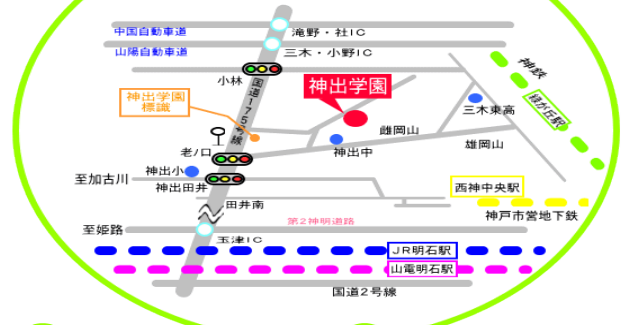 中国自動車道
滝野・社IC
山陽自動車道
三木・小野IC
神鉄
小林
国道175号線
神出学園
神出学園
標識
緑が丘駅
三木東高
雌岡山
雄岡山
老ノ口
神出中
神出小
至加古川
神出田井
西神中央駅
田井南
神戸市営地下鉄
第2神明道路
至姫路
玉津IC
JR明石駅
山電明石駅
国道2号線